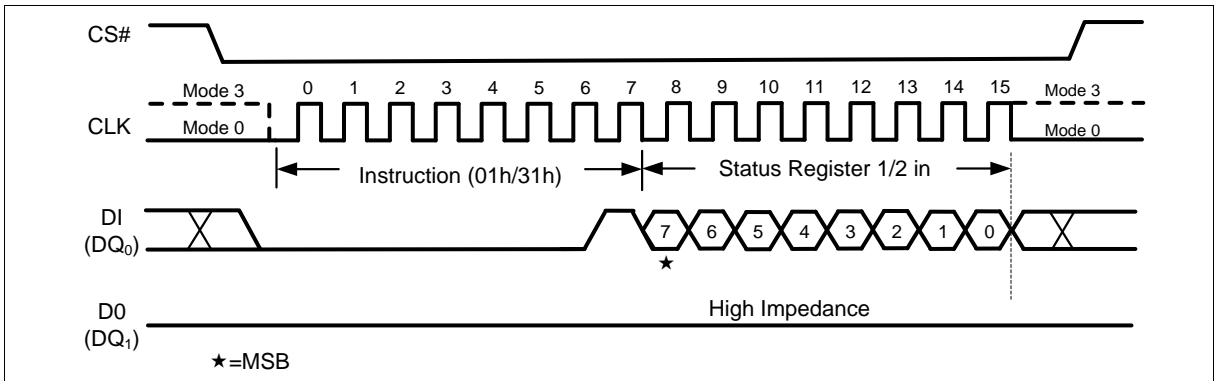 CS#
Mode 3 0 1 2 3 4 5 6 7 8 9 10 11 12 13 14 15 Mode 3
CLK
Mode 0 Mode 0
Instruction (01h/31h) Status Register 1/2 in
DI
(DQ0) 7 6 5 4 3 2 1 0
★
High Impedance
D0
(DQ1)
★=MSB